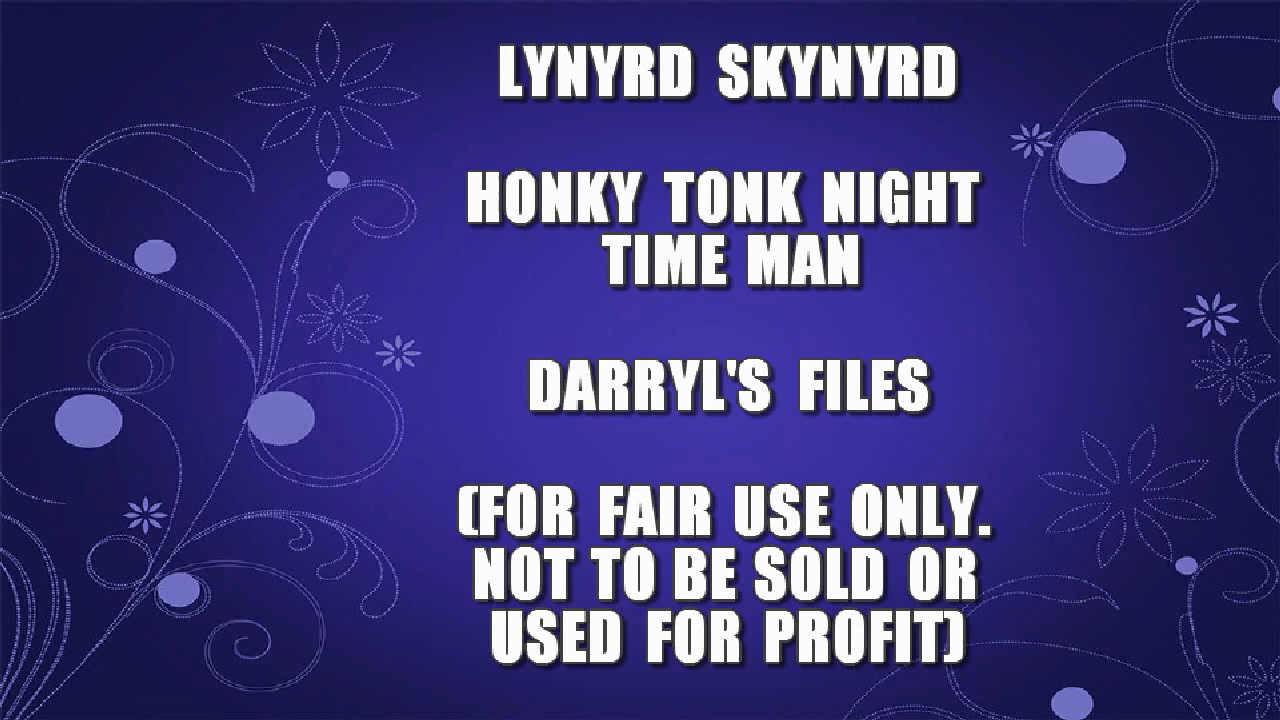 LYNYRD SKYNYRD
HONKY TONK NIGHT
TIME MAN
DARRYL'S FILES
(FOR FAIR USE ONLY.
NOT TO BE SOLD OR
USED FOR PROFIT)